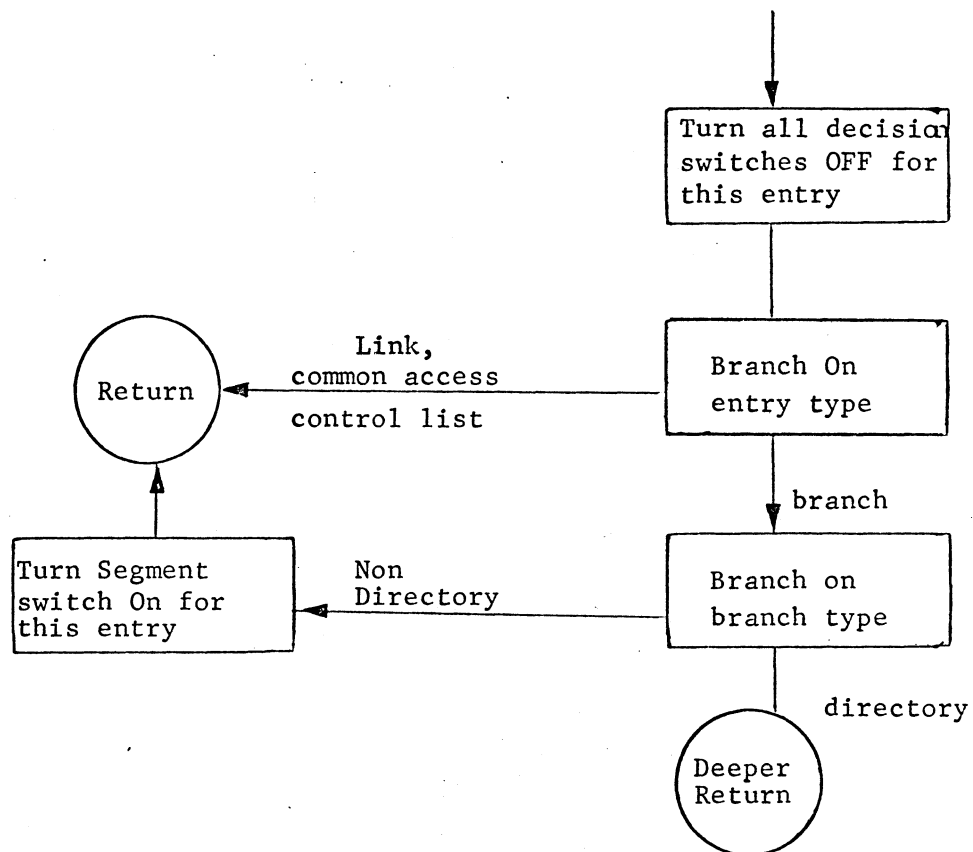 Turn all decision
switches OFF for
this entry
Branch On
entry type
Link,
common access
control list
Return
branch
Branch on
branch type
Non
Directory
Turn Segment
switch On for
this entry
directory
Deeper
Return